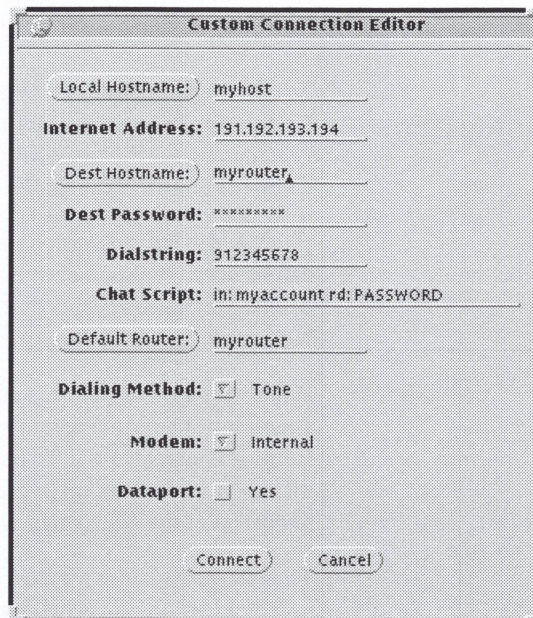 Custom Connection Editor
Local Hostname: myhost
Internet Address: 191.192.193.194
Dest Hostname: myrouter
Dest Password: *********
Dialstring: 912345678
Chat Script: in: myaccount rd: PASSWORD
Default Router: myrouter
Dialing Method: Tone
Modem: Internal
Dataport: Yes
Connect Cancel